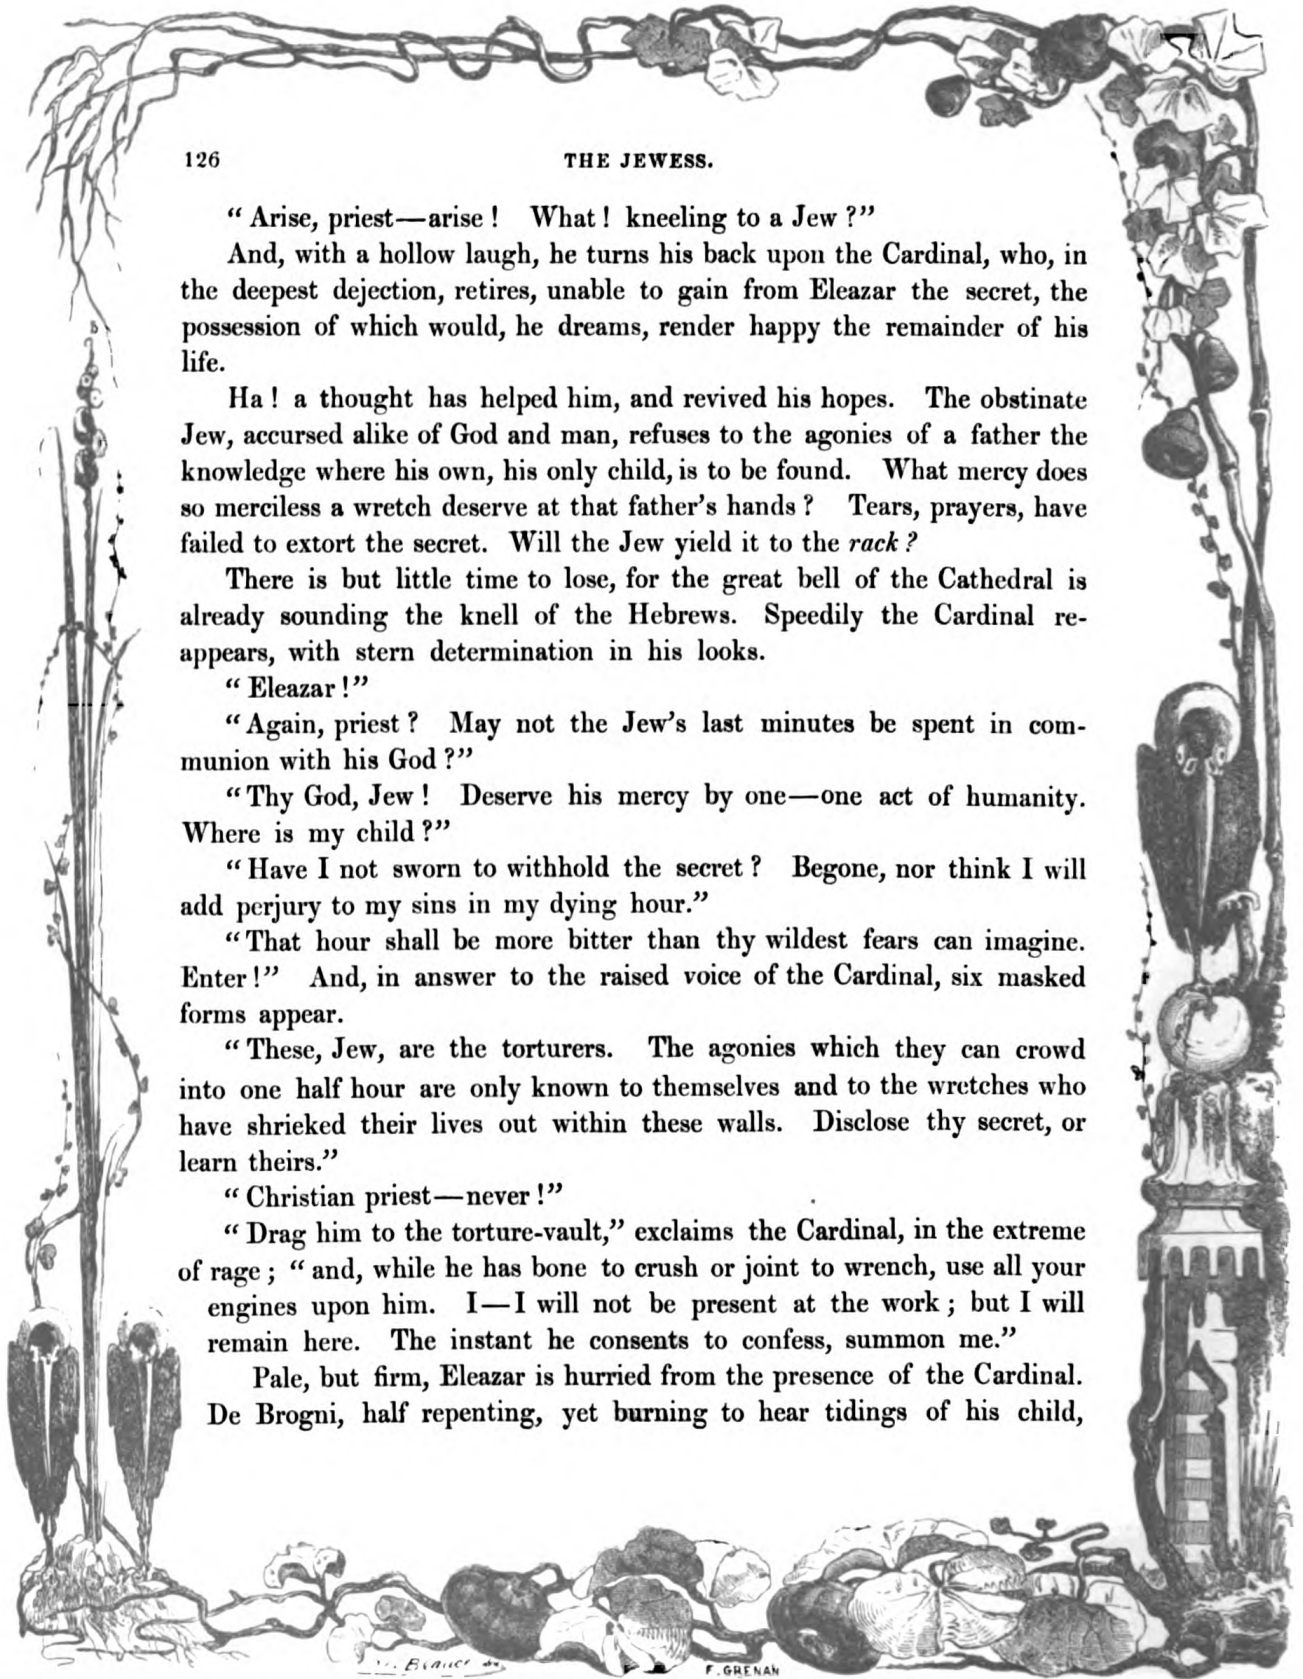 126 THE JEWESS.
“ Arise, priest—arise ! What ! kneeling to a Jew ?”
And, with a hollow laugh, he turns his back upon the Cardinal, who, in
the deepest dejection, retires, unable to gain from Eleazar the secret, the
possession of which would, he dreams, render happy the remainder of his
life.
Ha ! a thought has helped him, and revived his hopes. The obstinate
Jew, accursed alike of God and man, refuses to the agonies of a father the
knowledge where his own, his only child, is to be found. What mercy does
so merciless a wretch deserve at that father’s hands ? Tears, prayers, have
failed to extort the secret. Will the Jew yield it to the rack ?
There is but little time to lose, for the great bell of the Cathedral is
already sounding the knell of the Hebrews. Speedily the Cardinal re-
appears, with stern determination in his looks.
“ Eleazar !”
“ Again, priest ? May not the Jew’s last minutes be spent in com-
munion with his God ?”
“ Thy God, Jew ! Deserve his mercy by one—one act of humanity.
Where is my child ?”
“ Have I not sworn to withhold the secret ? Begone, nor think I will
add perjury to my sins in my dying hour.”
“ That hour shall be more bitter than thy wildest fears can imagine.
Enter !” And, in answer to the raised voice of the Cardinal, six masked
forms appear.
“ These, Jew, are the torturers. The agonies which they can crowd
into one half hour are only known to themselves and to the wretches who
have shrieked their lives out within these walls. Disclose thy secret, or
learn theirs.”
“ Christian priest—never !”
“ Drag him to the torture-vault,” exclaims the Cardinal, in the extreme
of rage ; “ and, while he has bone to crush or joint to wrench, use all your
engines upon him. I—I will not be present at the work ; but I will
remain here. The instant he consents to confess, summon me.”
Pale, but firm, Eleazar is hurried from the presence of the Cardinal.
De Brogni, half repenting, yet burning to hear tidings of his child,
F. GRENAN